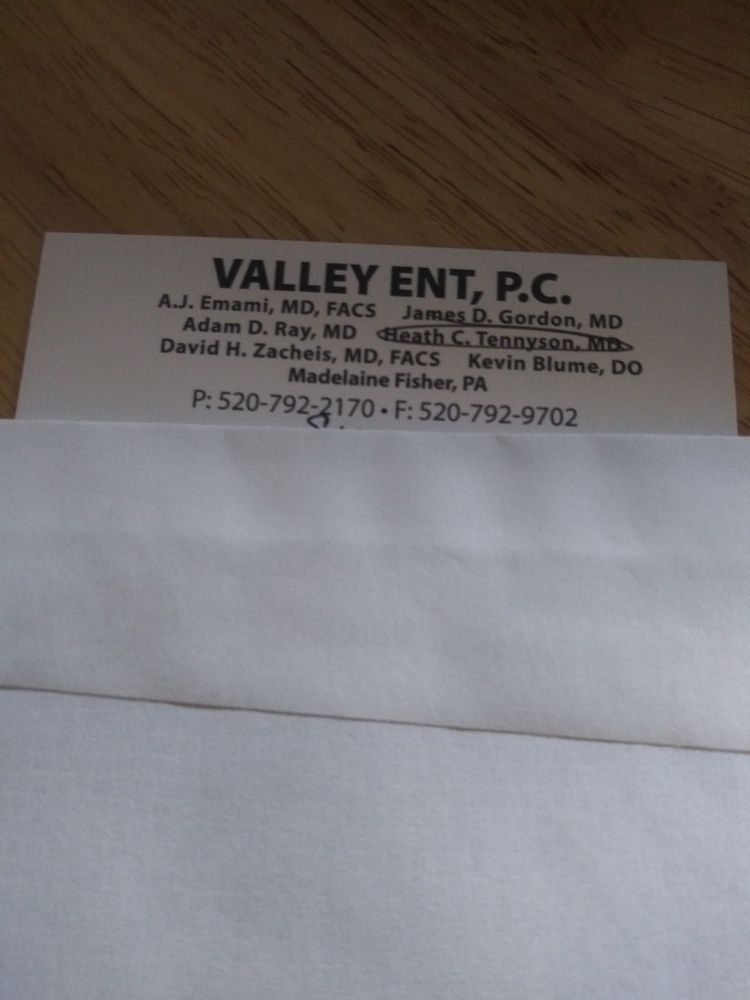 VALLEY ENT, P.C.
A.J. Emami, MD, FACS James D. Gordon, MD
Adam D. Ray, MD Heath C. Tennyson, MD
David H. Zacheis, MD, FACS Kevin Blume, DO
Madelaine Fisher, PA
P: 520-792-2170 • F: 520-792-9702